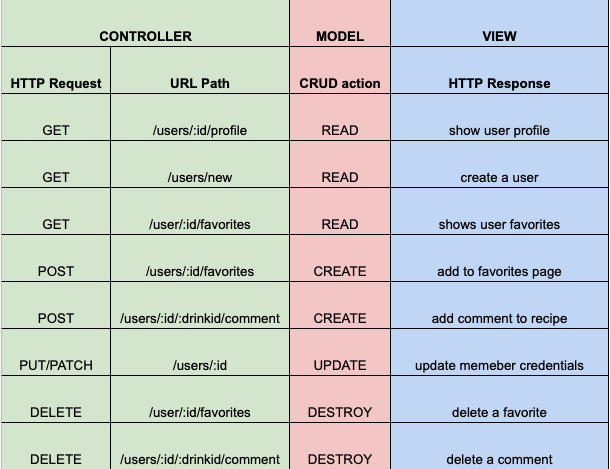 CONTROLLER MODEL VIEW
HTTP Request URL Path CRUD action HTTP Response
GET /users/:id/profile READ show user profile
GET /users/new READ create a user
GET /user/:id/favorites READ shows user favorites
POST /users/:id/favorites CREATE add to favorites page
POST /users/:id/:drinkid/comment CREATE add comment to recipe
PUT/PATCH /users/:id UPDATE update memeber credentials
DELETE /user/:id/favorites DESTROY delete a favorite
DELETE /users/:id/:drinkid/comment DESTROY delete a comment